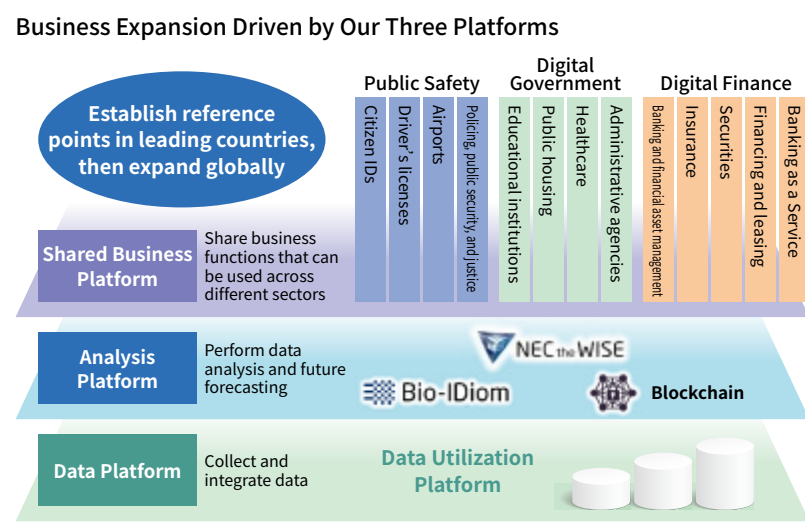 Business Expansion Driven by Our Three Platforms
Establish reference
points in leading countries,
then expand globally
Public Safety
Citizen IDs
Driver's licenses
Airports
Policing, public security, and justice
Digital
Government
Educational institutions
Public housing
Healthcare
Administrative agencies
Digital Finance
Banking and financial asset management
Insurance
Securities
Financing and leasing
Banking as a Service
Shared Business
Platform
Share business
functions that can
be used across
different sectors
Analysis
Platform
Perform data
analysis and future
forecasting
NEC the WISE
Bio-IDiom
Blockchain
Data Platform
Collect and
integrate data
Data Utilization
Platform